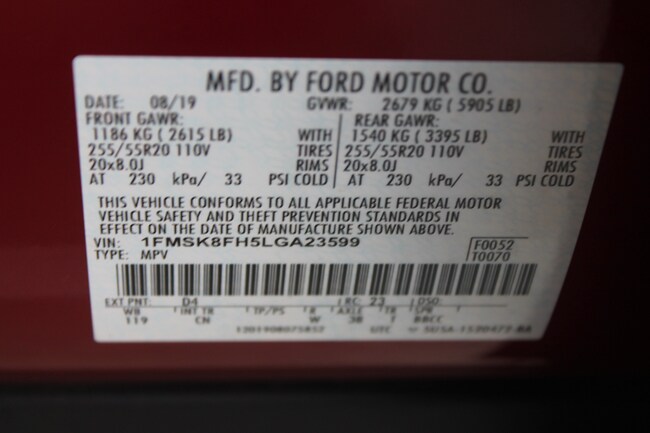 MFD. BY FORD MOTOR CO.
DATE: 08/19 GVWR: 2679 KG ( 5905 LB)
FRONT GAWR: REAR GAWR:
1186 KG ( 2615 LB) WITH 1540 KG ( 3395 LB) WITH
255/55R20 110V TIRES 255/55R20 110V TIRES
20x8.0J RIMS 20x8.0J RIMS
AT 230 kPa/ 33 PSI COLD AT 230 kPa/ 33 PSI COLD
THIS VEHICLE CONFORMS TO ALL APPLICABLE FEDERAL MOTOR
VEHICLE SAFETY AND THEFT PREVENTION STANDARDS IN
EFFECT ON THE DATE OF MANUFACTURE SHOWN ABOVE.
VIN: 1FMSK8FH5LGA23599 F0052
TYPE: MPV T0070
EXT PNT: D4 RC: 23 DSO:
WB INT TR TP/PS R AXLE TR SPR
119 CN W 3B T BBCC
UTC